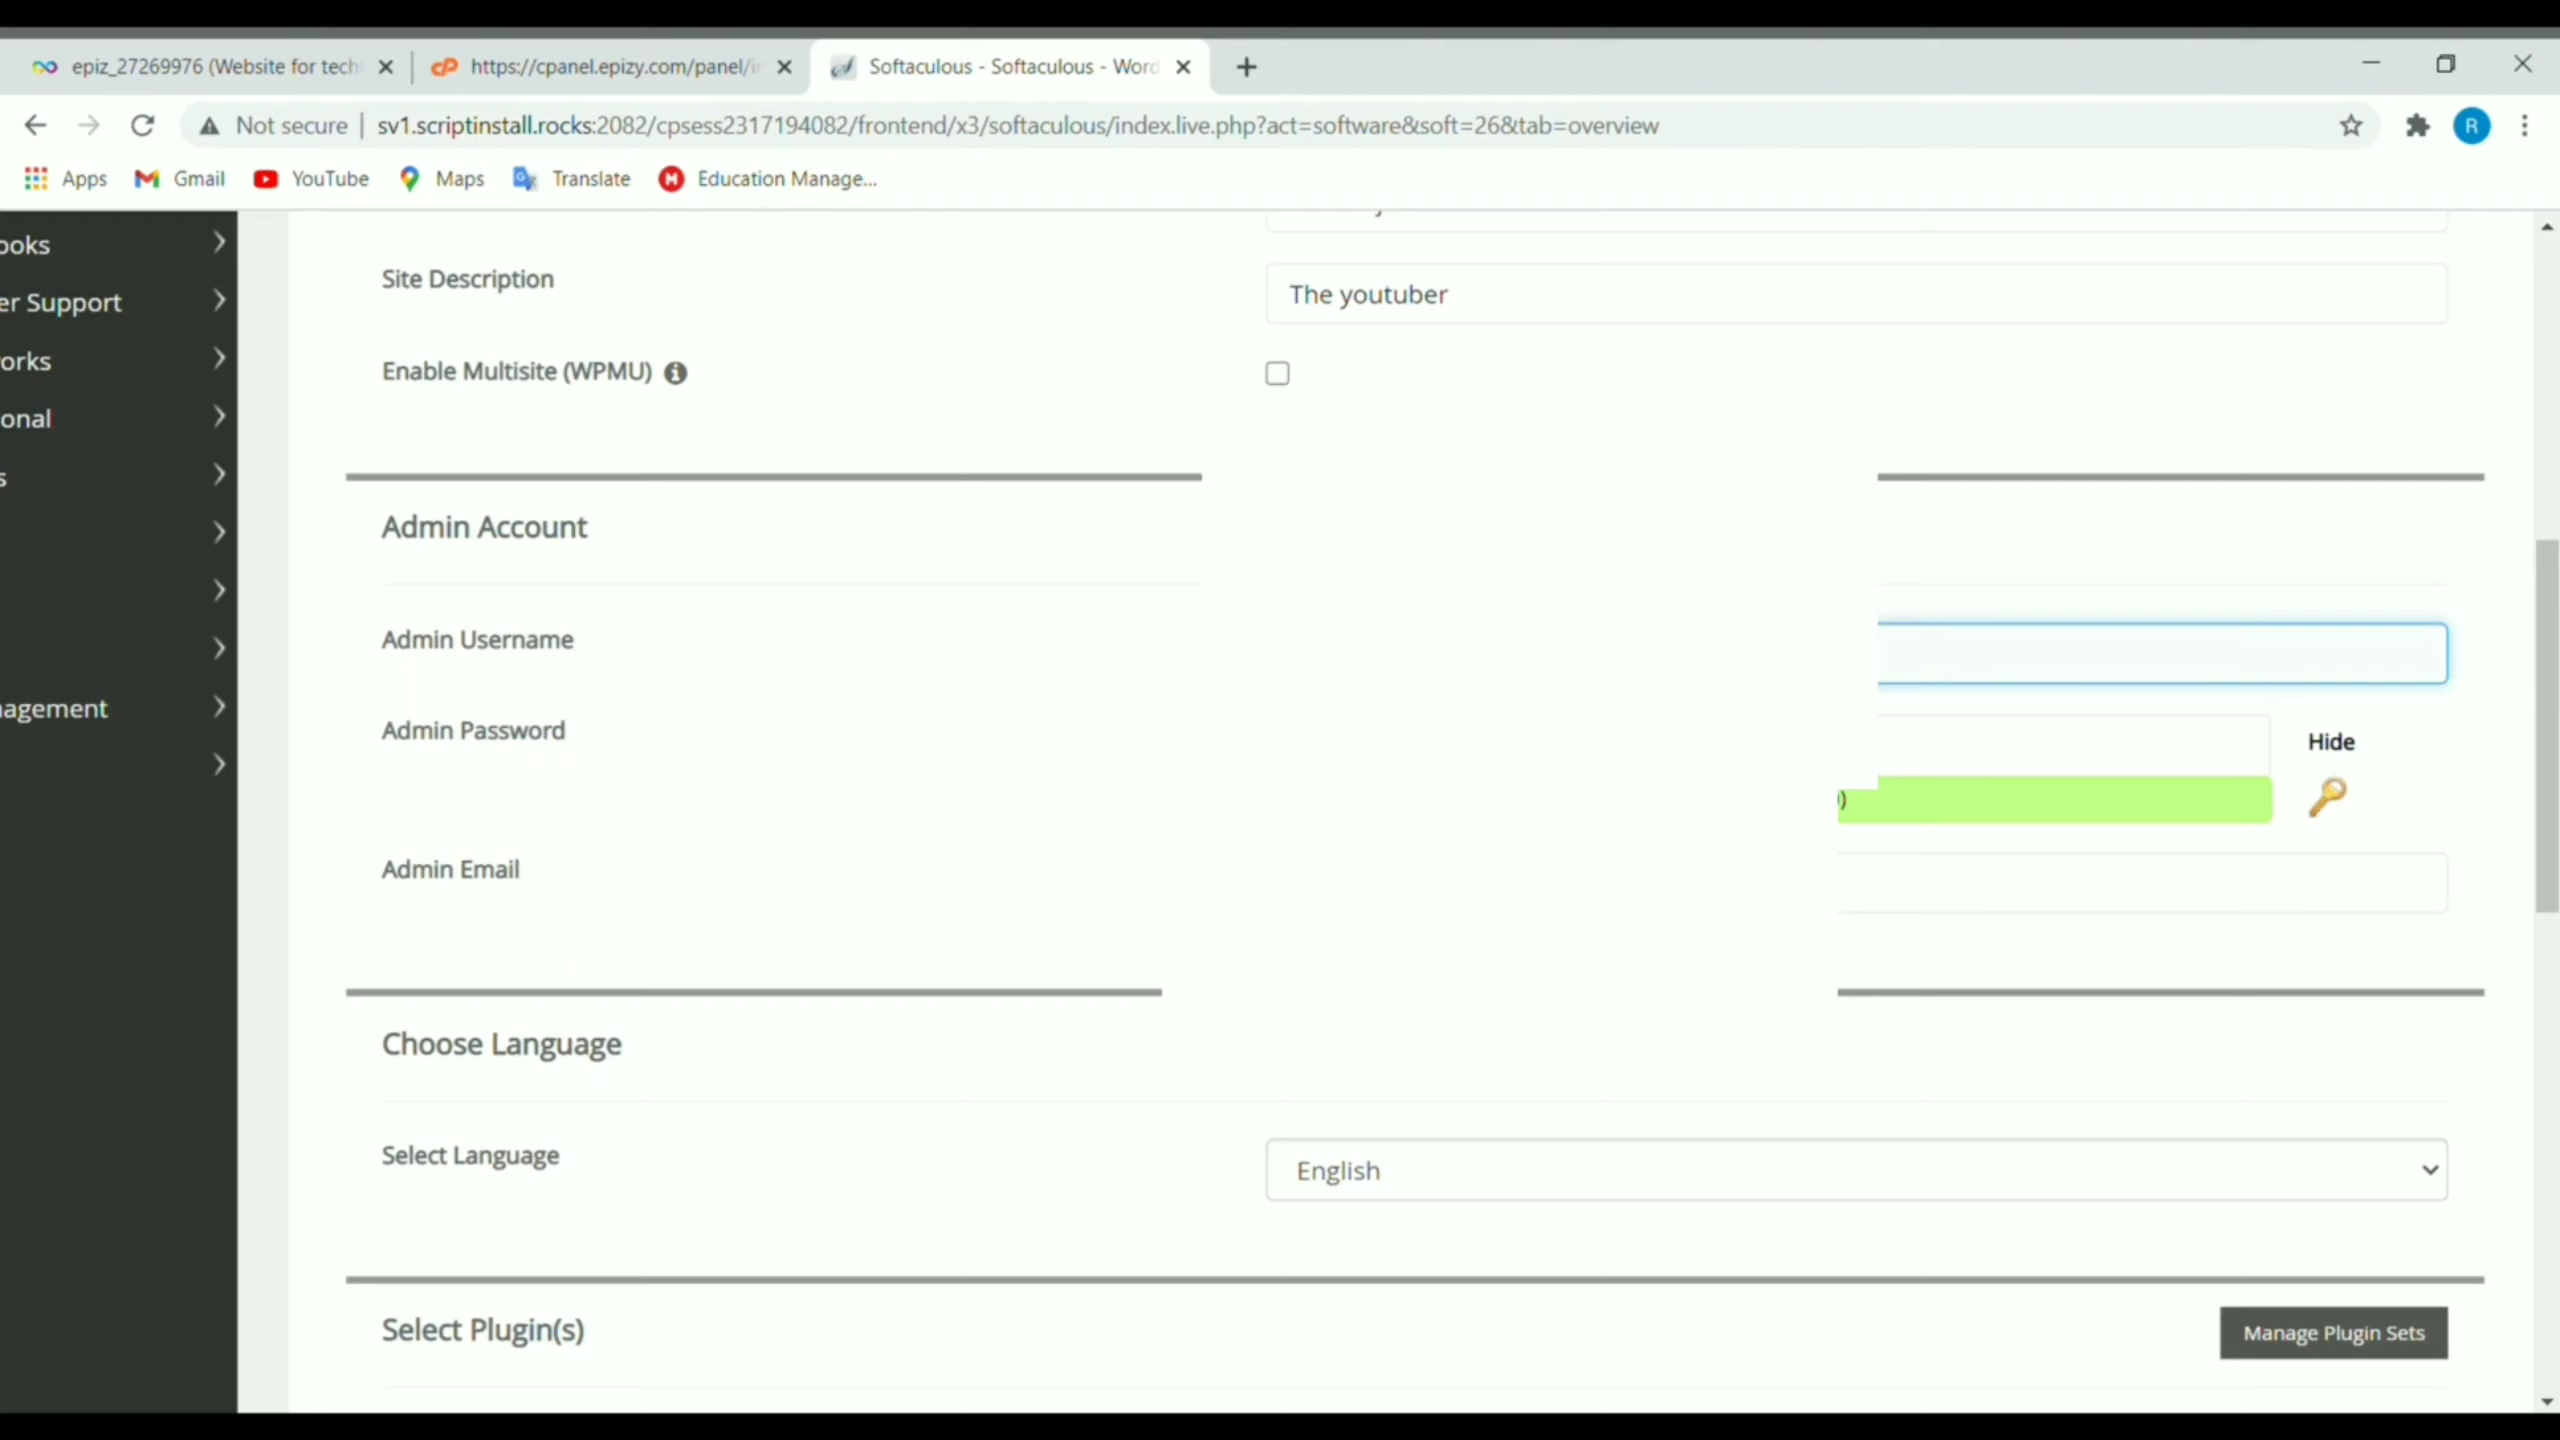 epiz_27269976 (Website for tech
https://cpanel.epizy.com/panel/i
Softaculous - Softaculous - Word
Not secure
sv1.scriptinstall.rocks:2082/cpsess2317194082/frontend/x3/softaculous/index.live.php?act=software&soft=26&tab=overview
R
Apps
Gmail
YouTube
Maps
Translate
Education Manage...
ooks
er Support
orks
onal
s
agement
Site Description
The youtuber
Enable Multisite (WPMU)
Admin Account
Admin Username
Admin Password
Hide
)
Admin Email
Choose Language
Select Language
English
Select Plugin(s)
Manage Plugin Sets